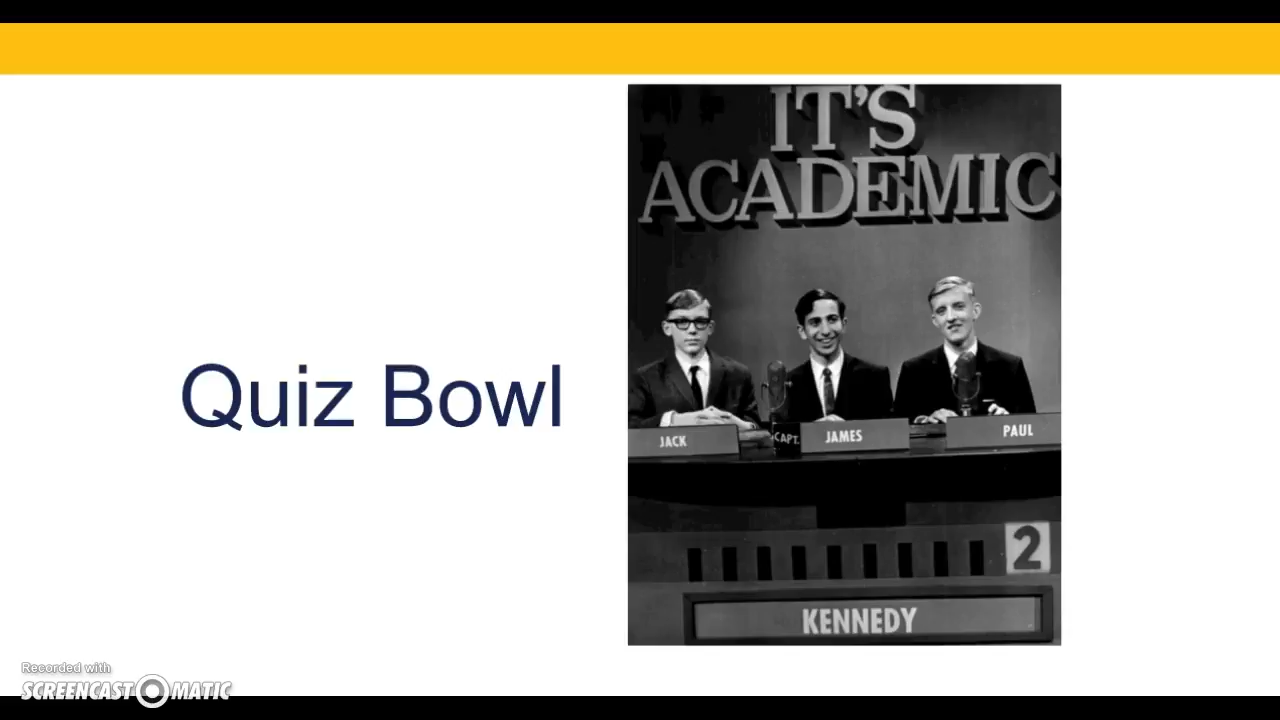 IT'S
ACADEMIC
Quiz Bowl
JACK
CAPT.
JAMES
PAUL
2
KENNEDY
Recorded with
SCREENCAST MATIC